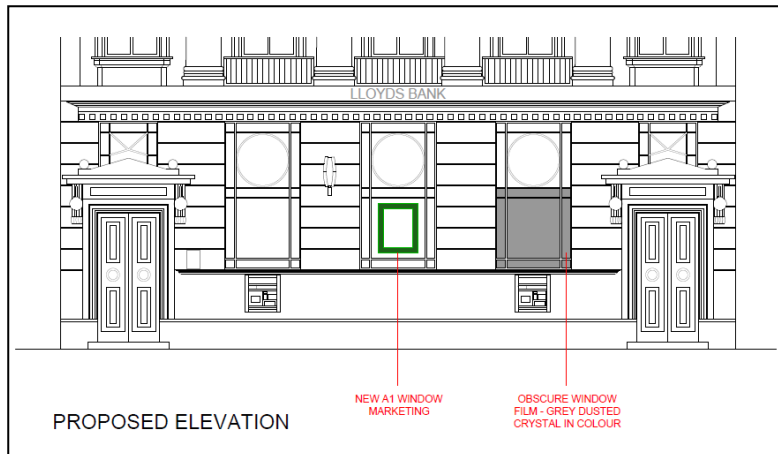 LLOYDS BANK
NEW A1 WINDOW
MARKETING
OBSCURE WINDOW
FILM - GREY DUSTED
CRYSTAL IN COLOUR
PROPOSED ELEVATION